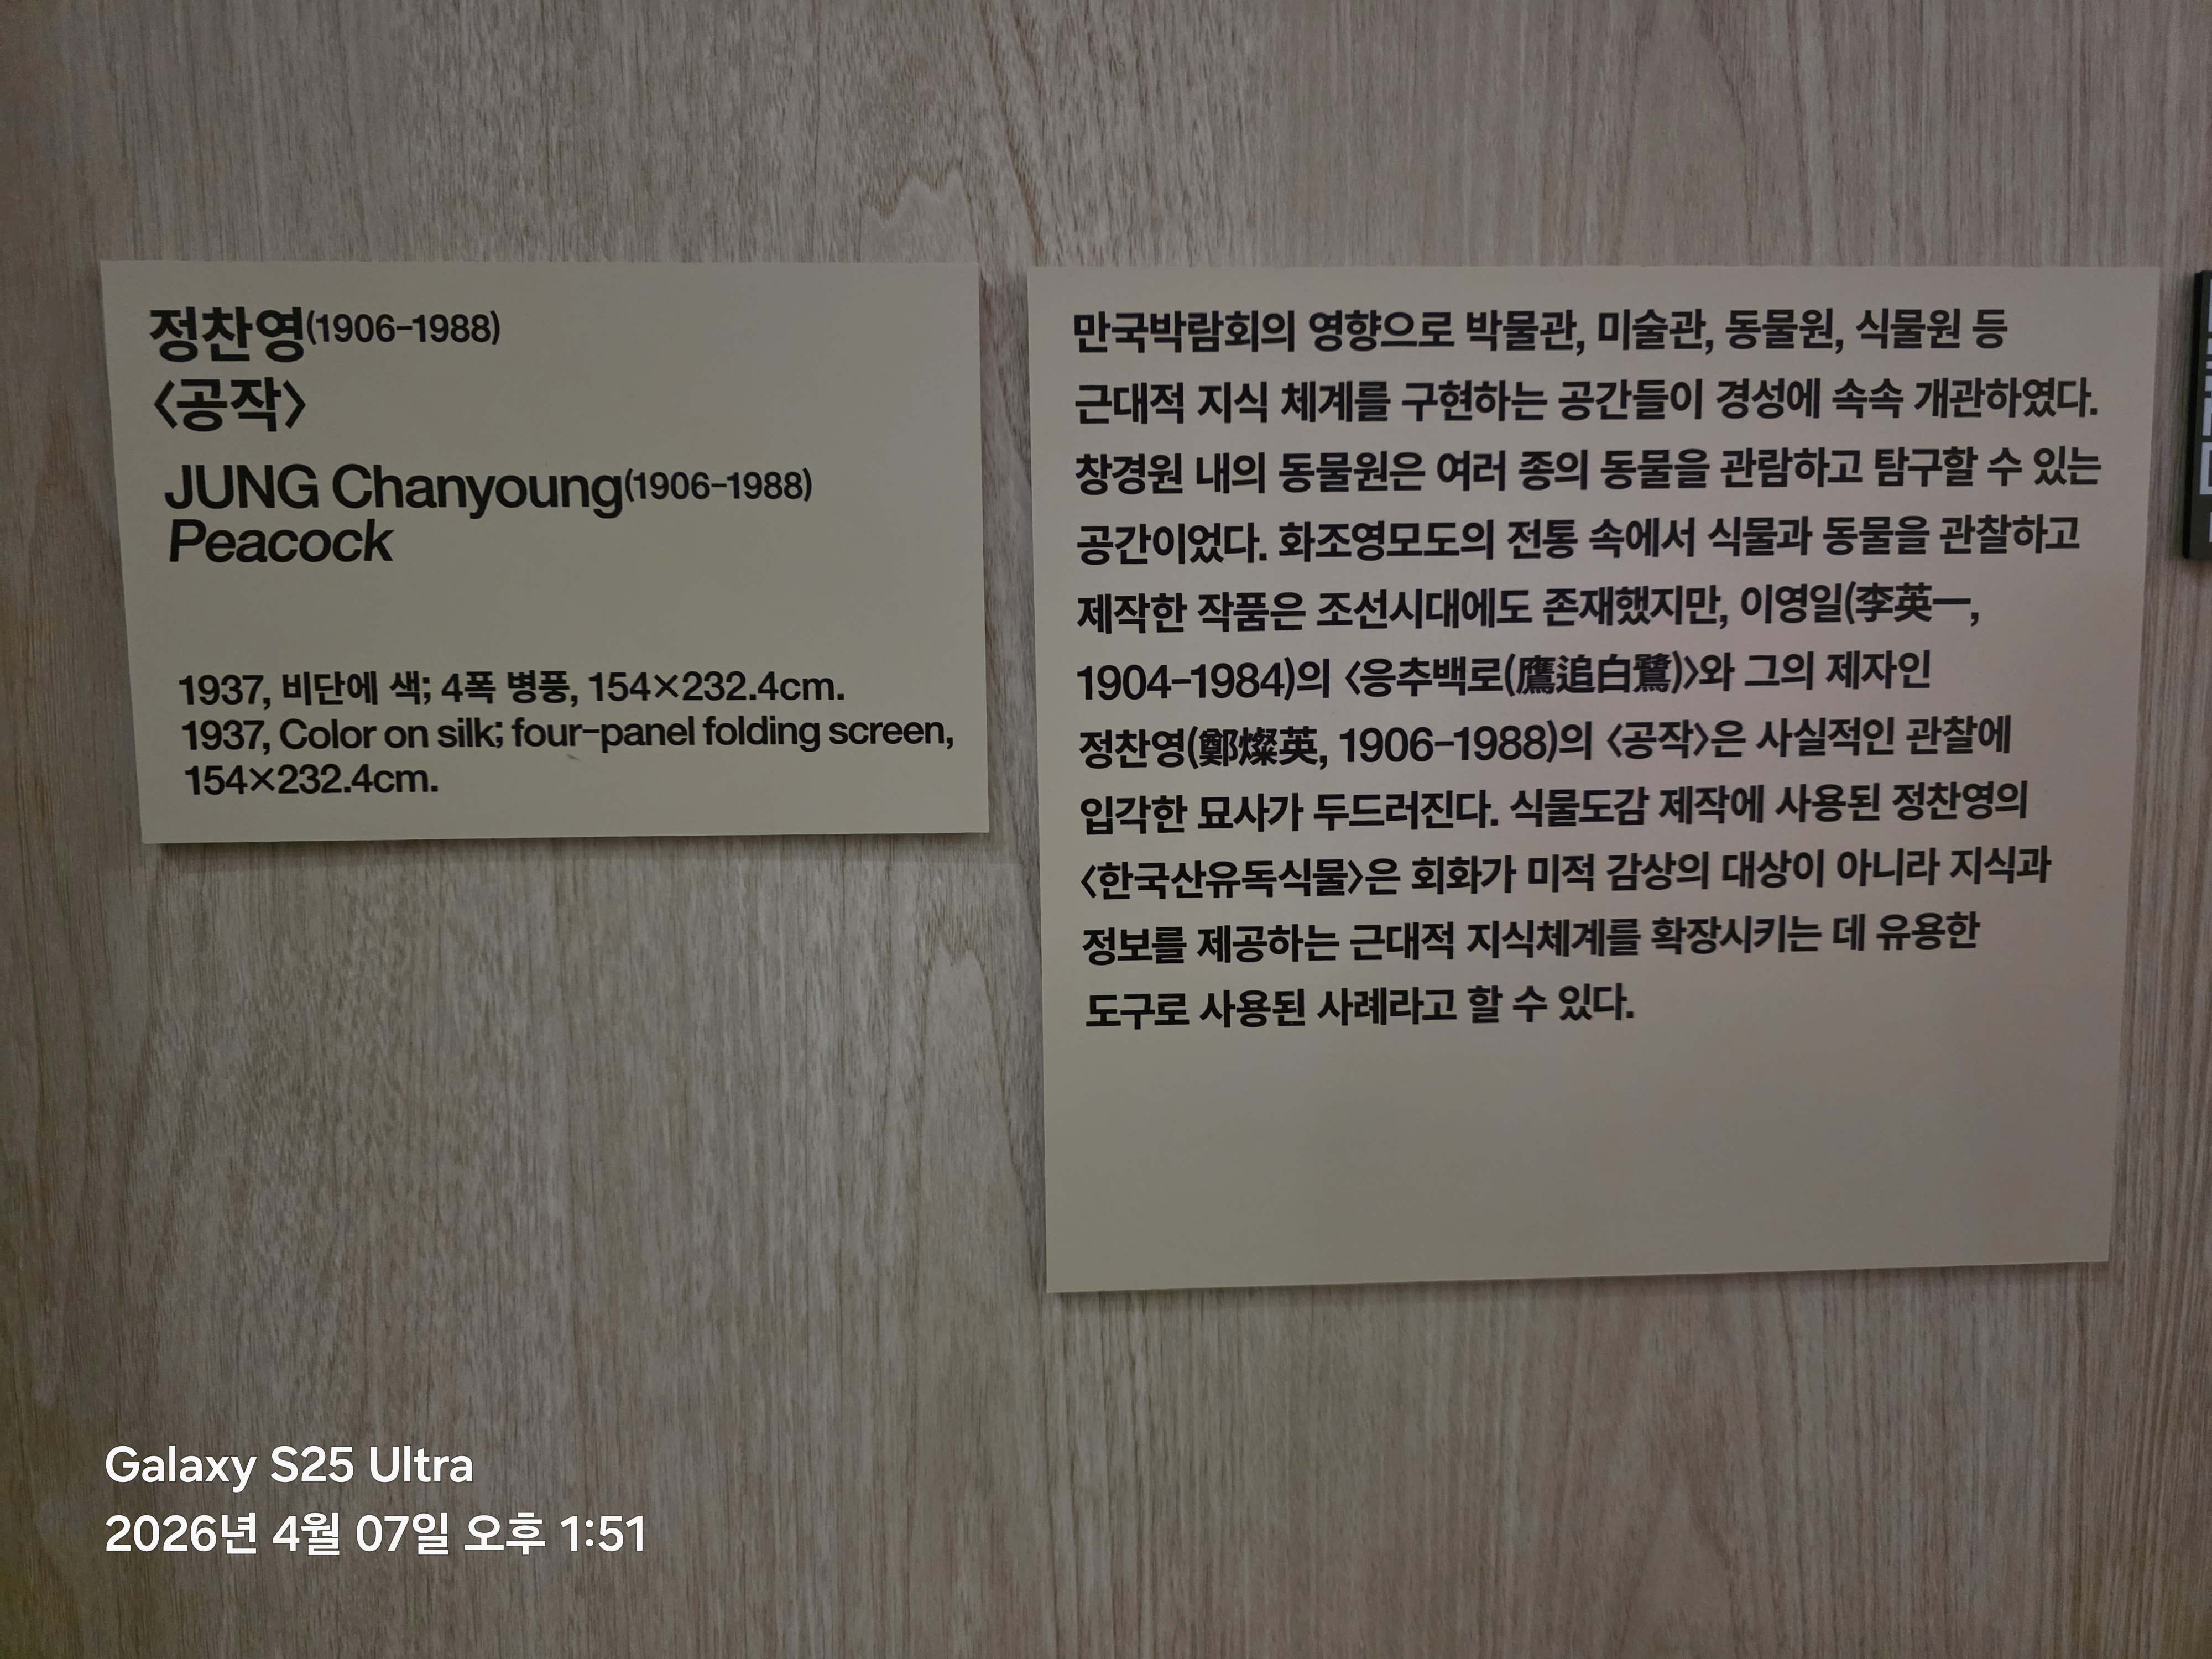 정찬영(1906-1988)
〈공작〉
JUNG Chanyoung(1906-1988)
Peacock
1937, 비단에 색; 4폭 병풍, 154×232.4cm.
1937, Color on silk; four-panel folding screen,
154×232.4cm.
만국박람회의 영향으로 박물관, 미술관, 동물원, 식물원 등
근대적 지식 체계를 구현하는 공간들이 경성에 속속 개관하였다.
창경원 내의 동물원은 여러 종의 동물을 관람하고 탐구할 수 있는
공간이었다. 화조영모도의 전통 속에서 식물과 동물을 관찰하고
제작한 작품은 조선시대에도 존재했지만, 이영일(李英一,
1904-1984)의 〈응추백로(鷹追白鷺)〉와 그의 제자인
정찬영(鄭燦英, 1906-1988)의 〈공작〉은 사실적인 관찰에
입각한 묘사가 두드러진다. 식물도감 제작에 사용된 정찬영의
〈한국산유독식물〉은 회화가 미적 감상의 대상이 아니라 지식과
정보를 제공하는 근대적 지식체계를 확장시키는 데 유용한
도구로 사용된 사례라고 할 수 있다.
Galaxy S25 Ultra
2026년 4월 07일 오후 1:51